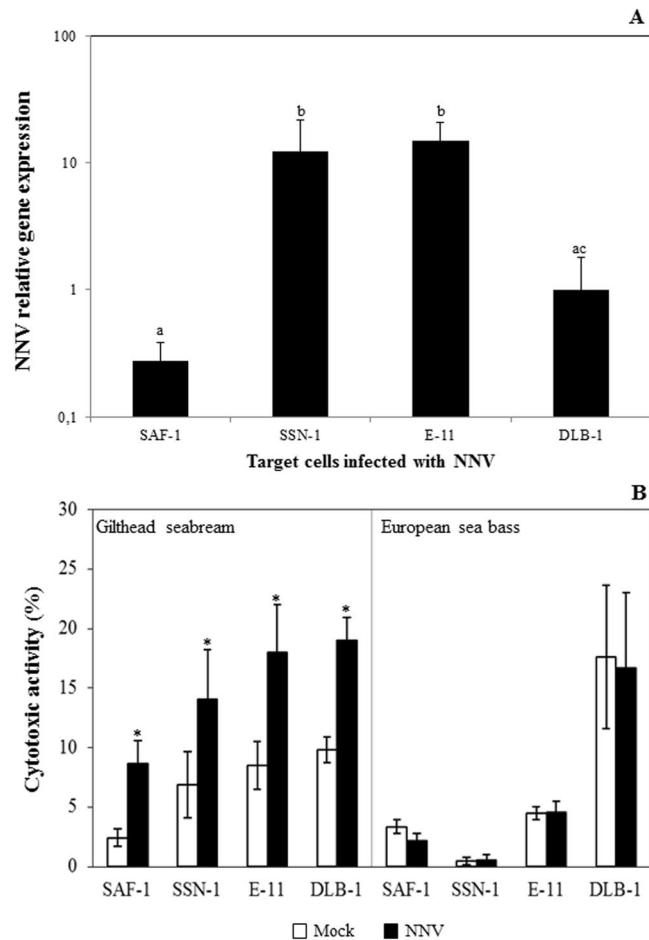 A
NNV relative gene expression
100
10
1
0,1
a
b
b
ac
SAF-1 SSN-1 E-11 DLB-1
Target cells infected with NNV
B
Cytotoxic activity (%)
30
25
20
15
10
5
0
Gilthead seabream European sea bass
* * * *
SAF-1 SSN-1 E-11 DLB-1 SAF-1 SSN-1 E-11 DLB-1
Mock NNV